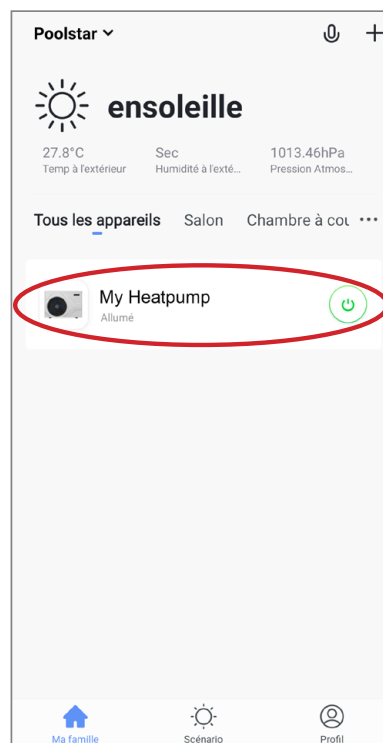 Poolstar
ensoleille
27.8°C Sec 1013.46hPa
Temp à l'extérieur Humidité à l'exté... Pression Atmos...
Tous les appareils Salon Chambre à cou ...
My Heatpump
Allumé
Ma famille Scénario Profil